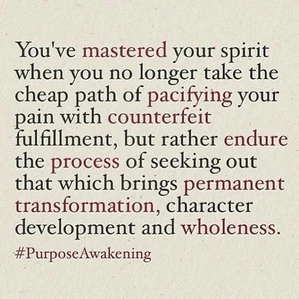 You've mastered your spirit
when you no longer take the
cheap path of pacifying your
pain with counterfeit
fulfillment, but rather endure
the process of seeking out
that which brings permanent
transformation, character
development and wholeness.
#PurposeAwakening